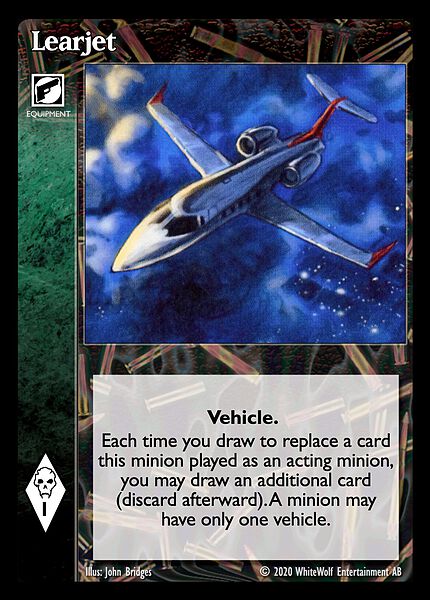 Learjet
EQUIPMENT
Vehicle.
Each time you draw to replace a card
this minion played as an acting minion,
you may draw an additional card
(discard afterward). A minion may
have only one vehicle.
1
Illus: John Bridges
© 2020 WhiteWolf Entertainment AB